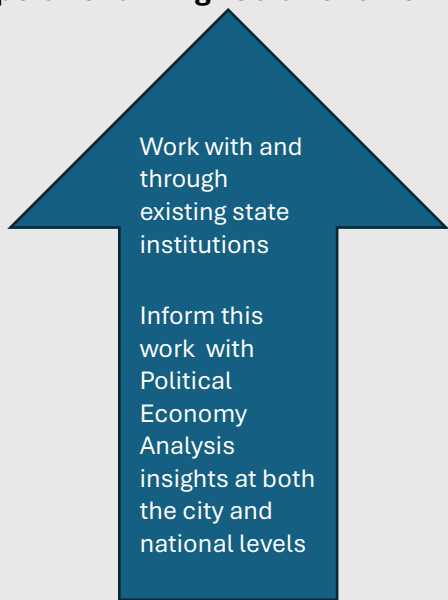 Work with and
through
existing state
institutions
Inform this
work with
Political
Economy
Analysis
insights at both
the city and
national levels